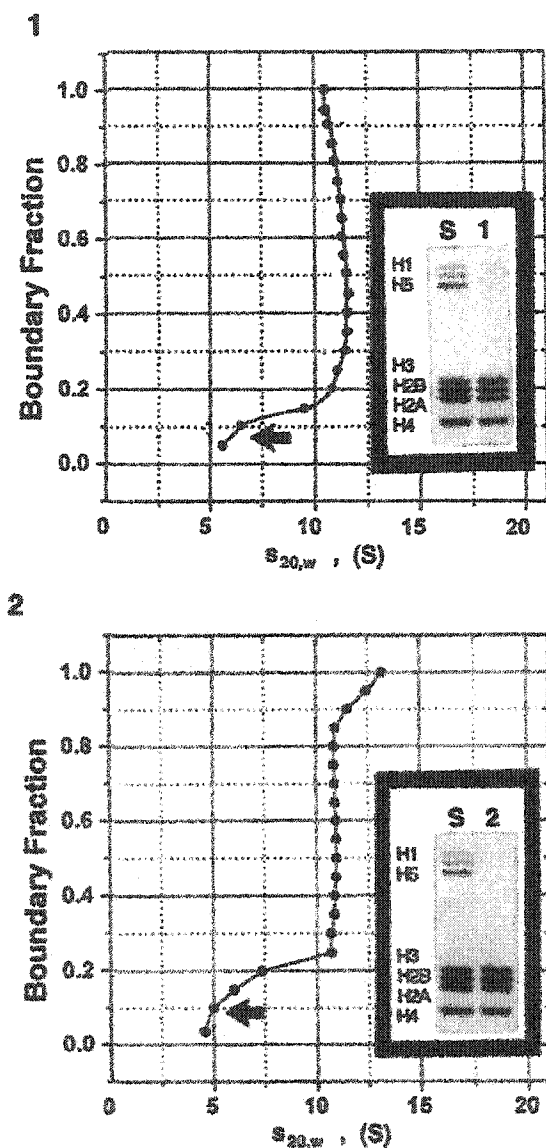 1
Boundary Fraction
1.0
0.8
0.6
0.4
0.2
0.0
S 1
H1
H5
H3
H2B
H2A
H4
0 5 10 15 20
s20,w , (S)
2
Boundary Fraction
1.0
0.8
0.6
0.4
0.2
0.0
S 2
H1
H5
H3
H2B
H2A
H4
0 5 10 15 20
s20,w , (S)